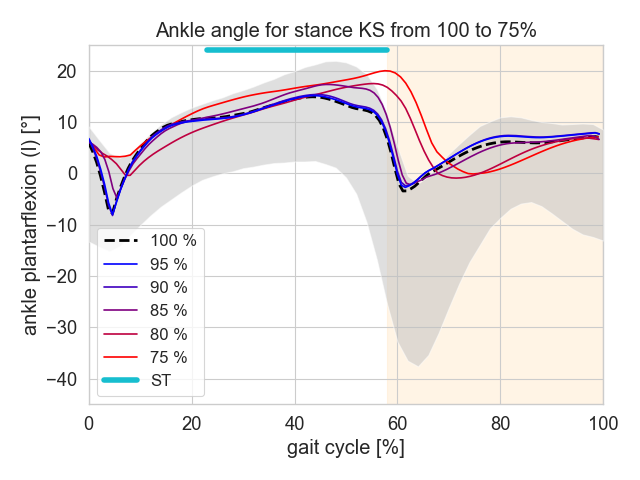 Ankle angle for stance KS from 100 to 75%
ankle plantarflexion (l) [°]
20
10
0
−10
−20
−30
−40
100 %
95 %
90 %
85 %
80 %
75 %
ST
0 20 40 60 80 100
gait cycle [%]